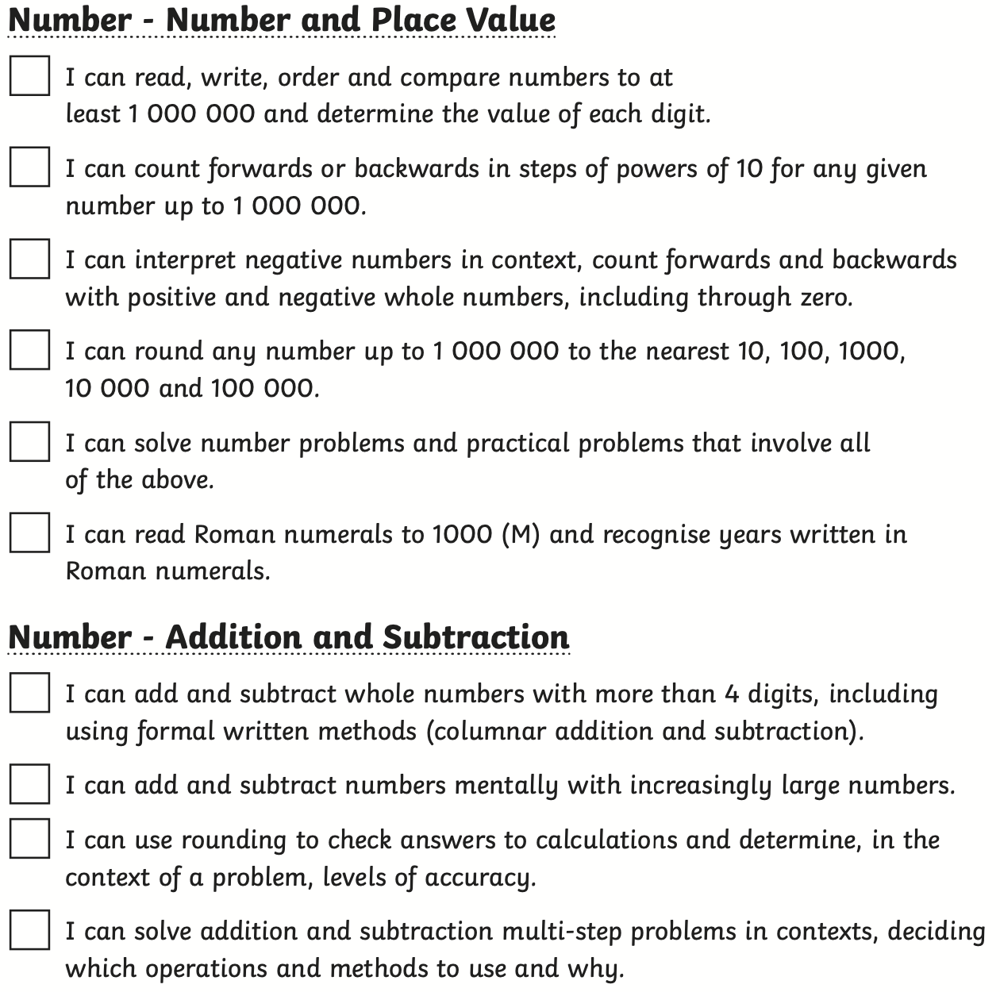 Number - Number and Place Value
I can read, write, order and compare numbers to at
least 1 000 000 and determine the value of each digit.
I can count forwards or backwards in steps of powers of 10 for any given
number up to 1 000 000.
I can interpret negative numbers in context, count forwards and backwards
with positive and negative whole numbers, including through zero.
I can round any number up to 1 000 000 to the nearest 10, 100, 1000,
10 000 and 100 000.
I can solve number problems and practical problems that involve all
of the above.
I can read Roman numerals to 1000 (M) and recognise years written in
Roman numerals.
Number - Addition and Subtraction
I can add and subtract whole numbers with more than 4 digits, including
using formal written methods (columnar addition and subtraction).
I can add and subtract numbers mentally with increasingly large numbers.
I can use rounding to check answers to calculations and determine, in the
context of a problem, levels of accuracy.
I can solve addition and subtraction multi-step problems in contexts, deciding
which operations and methods to use and why.